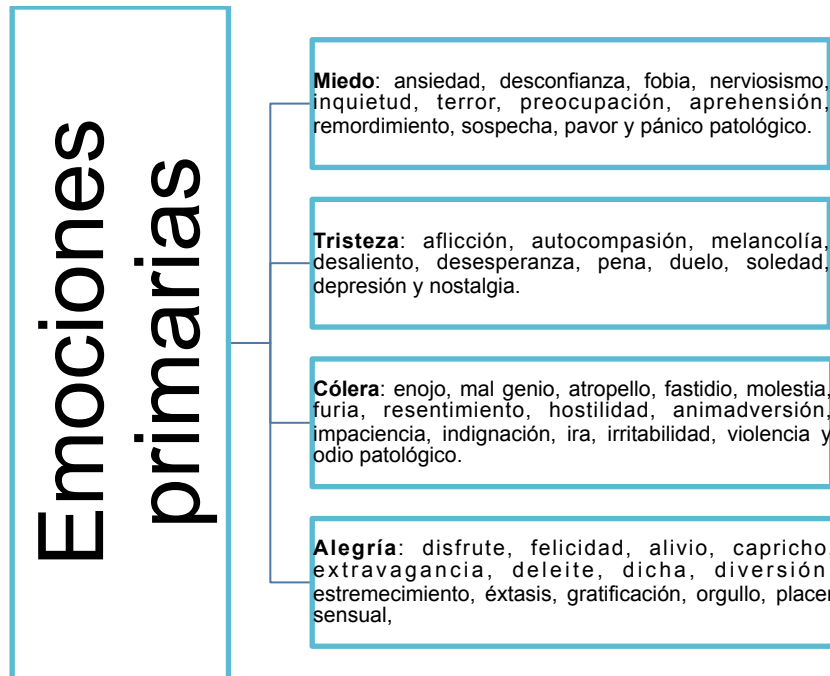 Emociones
primarias
Miedo: ansiedad, desconfianza, fobia, nerviosismo,
inquietud, terror, preocupación, aprehensión,
remordimiento, sospecha, pavor y pánico patológico.
Tristeza: aflicción, autocompasión, melancolía,
desaliento, desesperanza, pena, duelo, soledad,
depresión y nostalgia.
Cólera: enojo, mal genio, atropello, fastidio, molestia,
furia, resentimiento, hostilidad, animadversión,
impaciencia, indignación, ira, irritabilidad, violencia y
odio patológico.
Alegría: disfrute, felicidad, alivio, capricho,
extravagancia, deleite, dicha, diversión
estremecimiento, éxtasis, gratificación, orgullo, placer
sensual,